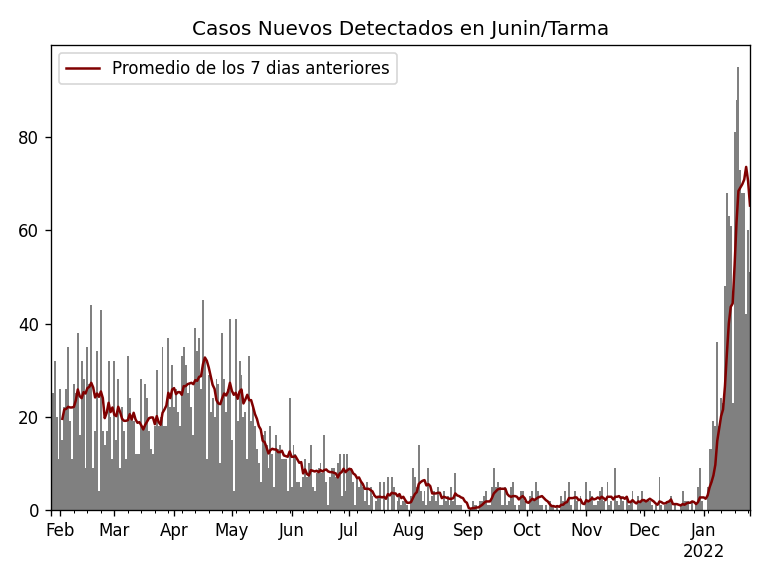 Casos Nuevos Detectados en Junin/Tarma
Promedio de los 7 dias anteriores
80
60
40
20
0
Feb Mar Apr May Jun Jul Aug Sep Oct Nov Dec Jan
2022